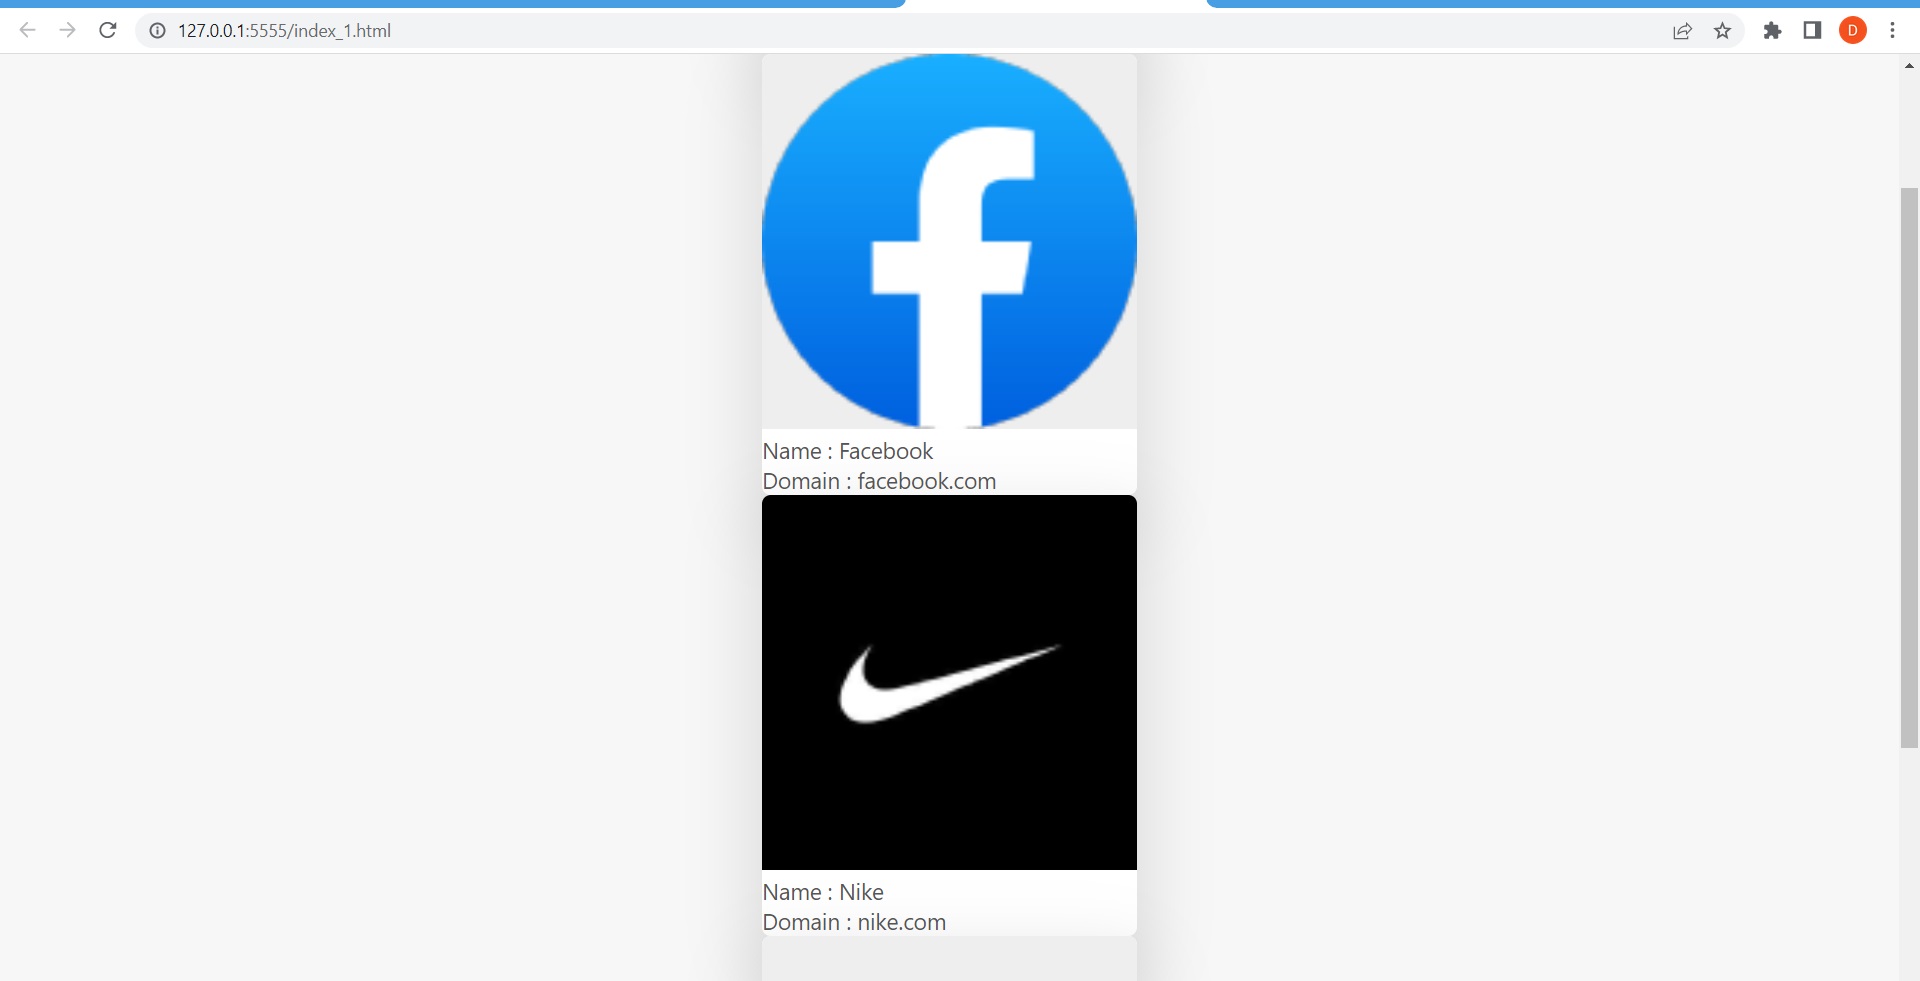 127.0.0.1:5555/index_1.html
D
f
Name : Facebook
Domain : facebook.com
Name : Nike
Domain : nike.com